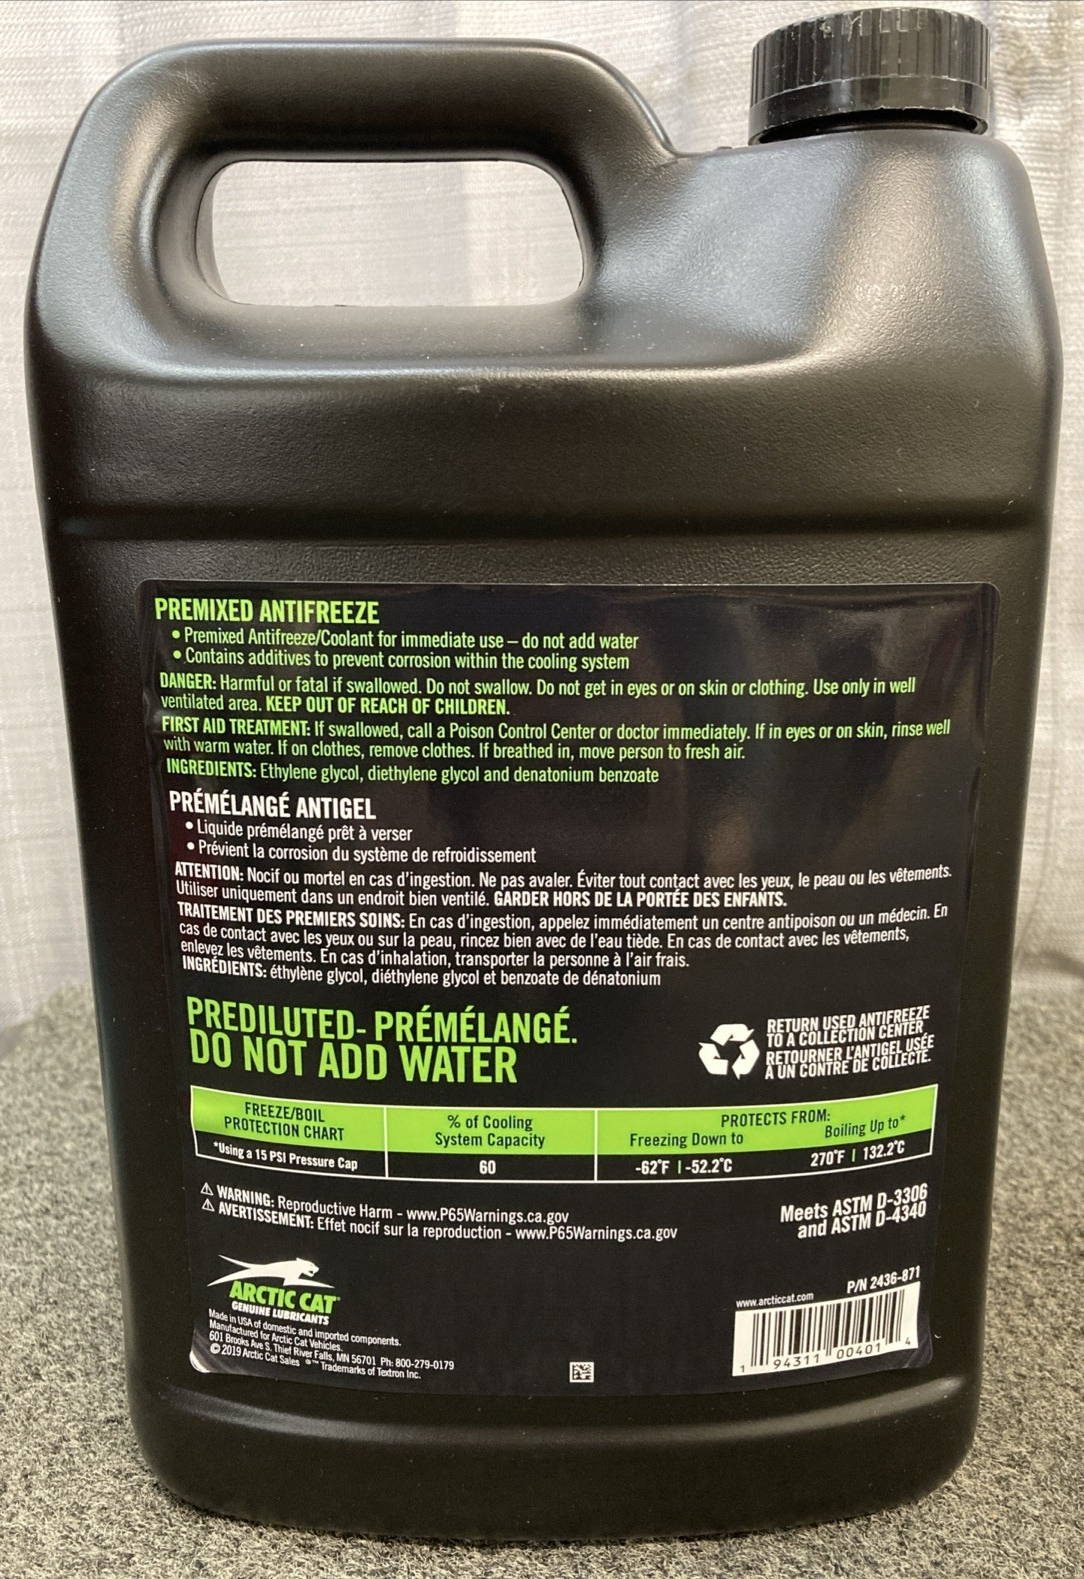 PREMIXED ANTIFREEZE
• Premixed Antifreeze/Coolant for immediate use – do not add water
• Contains additives to prevent corrosion within the cooling system
DANGER: Harmful or fatal if swallowed. Do not swallow. Do not get in eyes or on skin or clothing. Use only in well
ventilated area. KEEP OUT OF REACH OF CHILDREN.
FIRST AID TREATMENT: If swallowed, call a Poison Control Center or doctor immediately. If in eyes or on skin, rinse well
with warm water. If on clothes, remove clothes. If breathed in, move person to fresh air.
INGREDIENTS: Ethylene glycol, diethylene glycol and denatonium benzoate
PRÉMÉLANGÉ ANTIGEL
• Liquide prémélangé prêt à verser
• Prévient la corrosion du système de refroidissement
ATTENTION: Nocif ou mortel en cas d'ingestion. Ne pas avaler. Éviter tout contact avec les yeux, le peau ou les vêtements.
Utiliser uniquement dans un endroit bien ventilé. GARDER HORS DE LA PORTÉE DES ENFANTS.
TRAITEMENT DES PREMIERS SOINS: En cas d'ingestion, appelez immédiatement un centre antipoison ou un médecin. En
cas de contact avec les yeux ou sur la peau, rincez bien avec de l'eau tiède. En cas de contact avec les vêtements,
enlevez les vêtements. En cas d'inhalation, transporter la personne à l'air frais.
INGRÉDIENTS: éthylène glycol, diéthylene glycol et benzoate de dénatonium
PREDILUTED- PRÉMÉLANGÉ.
DO NOT ADD WATER
RETURN USED ANTIFREEZE
TO A COLLECTION CENTER
RETOURNER L'ANTIGEL USÉE
À UN CONTRE DE COLLECTE.
FREEZE/BOIL
PROTECTION CHART
% of Cooling
System Capacity
PROTECTS FROM:
Freezing Down to
Boiling Up to*
*Using a 15 PSI Pressure Cap
60
-62°F | -52.2°C
270°F | 132.2°C
⚠ WARNING: Reproductive Harm - www.P65Warnings.ca.gov
⚠ AVERTISSEMENT: Effet nocif sur la reproduction - www.P65Warnings.ca.gov
Meets ASTM D-3306
and ASTM D-4340
ARCTIC CAT
GENUINE LUBRICANTS
Made in USA of domestic and imported components.
Manufactured for Arctic Cat Vehicles.
601 Brooks Ave S. Thief River Falls, MN 56701 Ph: 800-279-0179
© 2019 Arctic Cat Sales ®™ Trademarks of Textron Inc.
P/N 2436-871
www.arcticcat.com
1 94311 00401 4